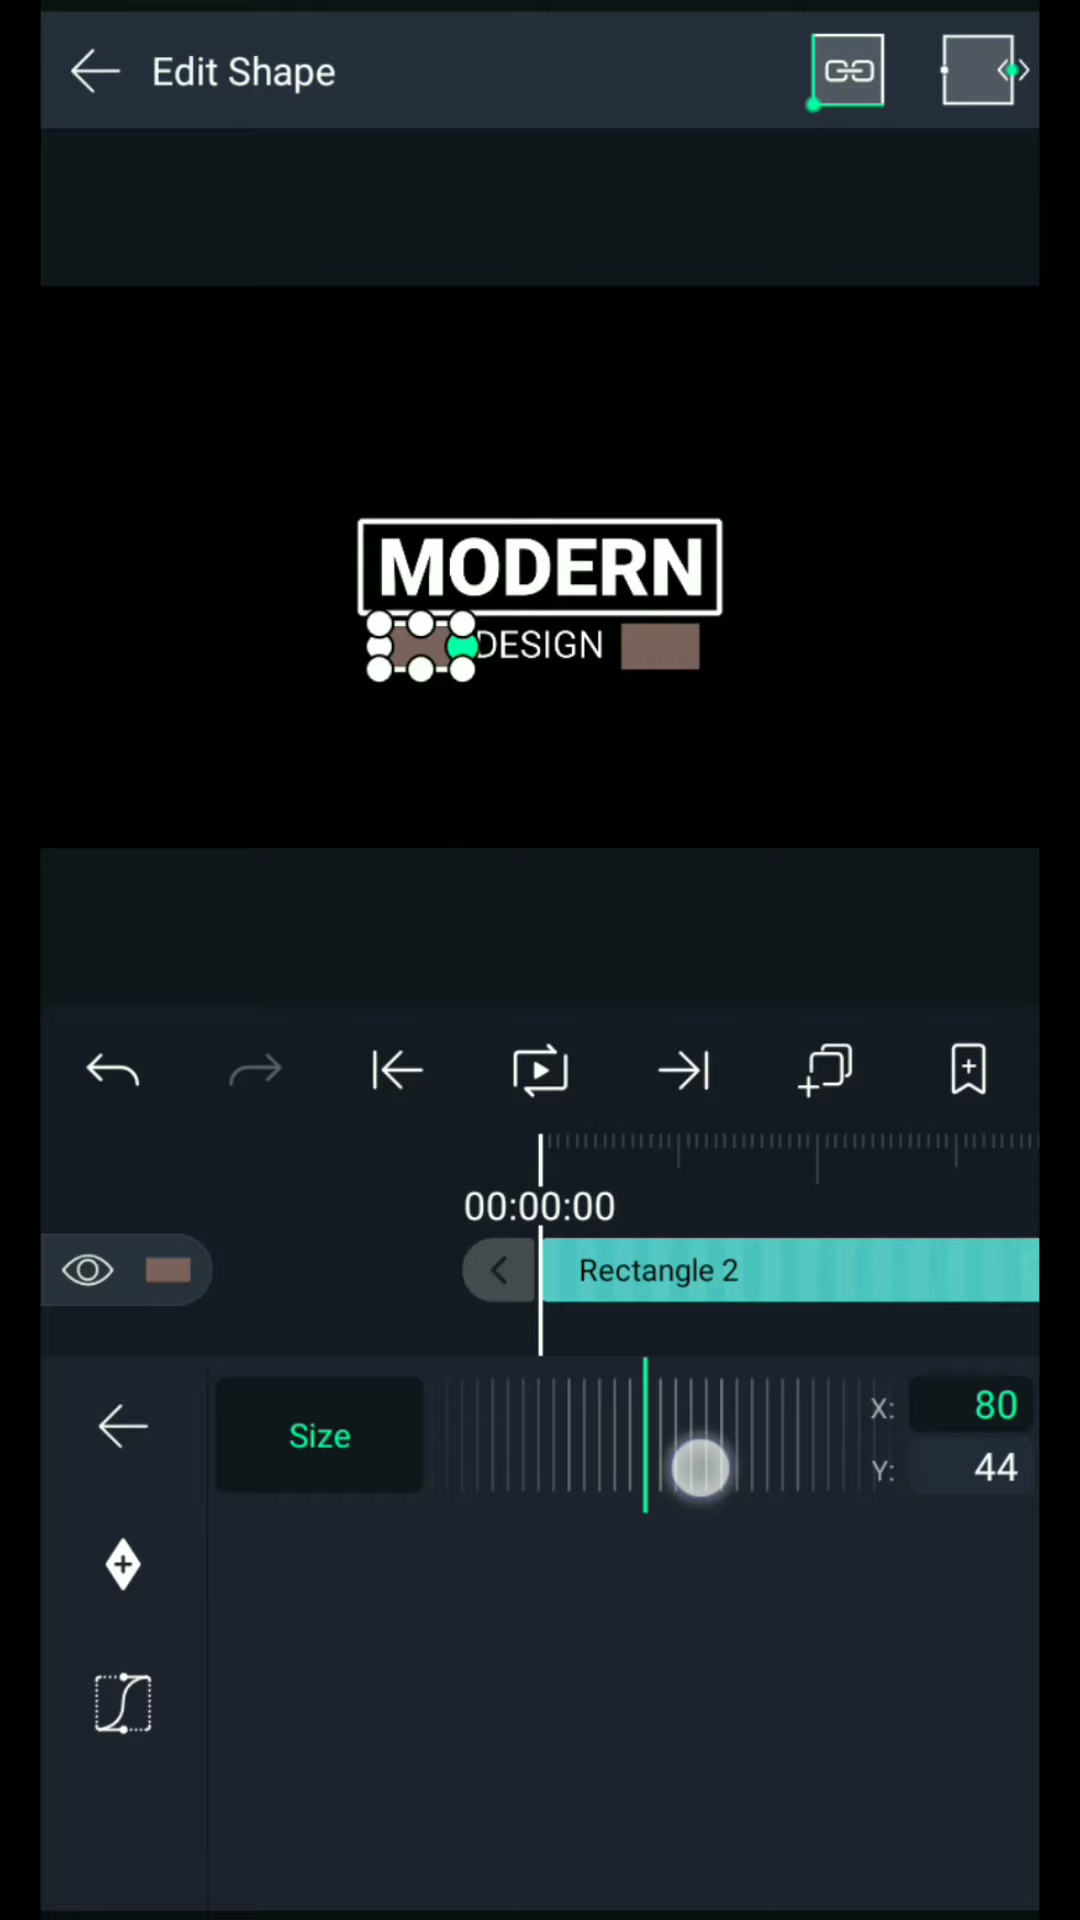 Edit Shape
MODERN
DESIGN
00:00:00
Rectangle 2
Size
X: 80
Y: 44